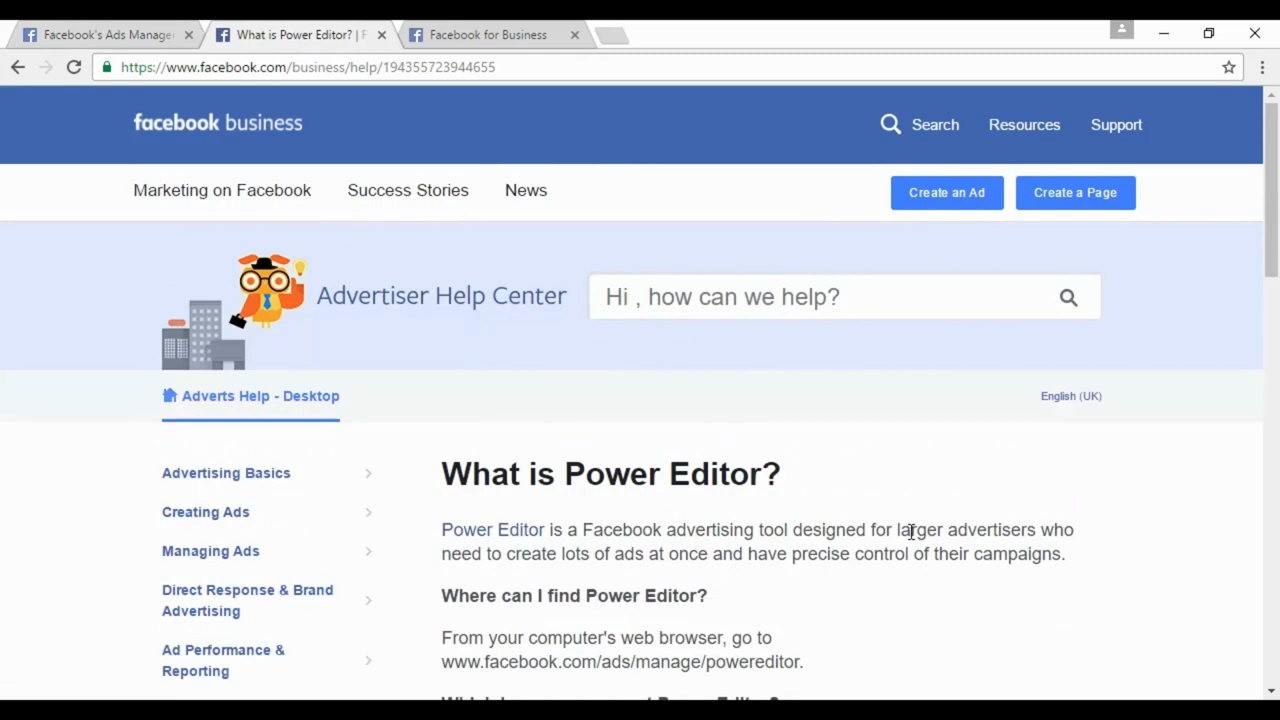 Facebook's Ads Manage
What is Power Editor? | F
Facebook for Business
https://www.facebook.com/business/help/194355723944655
facebook business
Search
Resources
Support
Marketing on Facebook
Success Stories
News
Create an Ad
Create a Page
Advertiser Help Center
Hi , how can we help?
Adverts Help - Desktop
English (UK)
Advertising Basics
Creating Ads
Managing Ads
Direct Response & Brand
Advertising
Ad Performance &
Reporting
What is Power Editor?
Power Editor is a Facebook advertising tool designed for larger advertisers who
need to create lots of ads at once and have precise control of their campaigns.
Where can I find Power Editor?
From your computer's web browser, go to
www.facebook.com/ads/manage/powereditor.